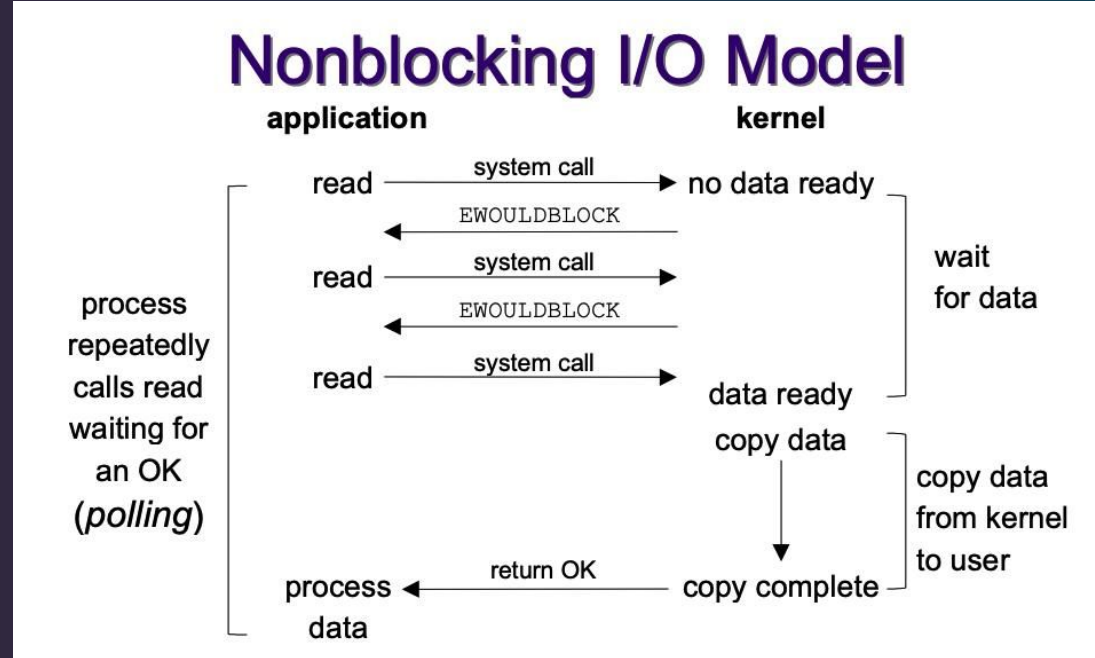 Nonblocking I/O Model
application kernel
system call
read no data ready
EWOULDBLOCK
system call
read
EWOULDBLOCK
system call
read
data ready
copy data
return OK
process copy complete
data
process
repeatedly
calls read
waiting for
an OK
(polling)
wait
for data
copy data
from kernel
to user